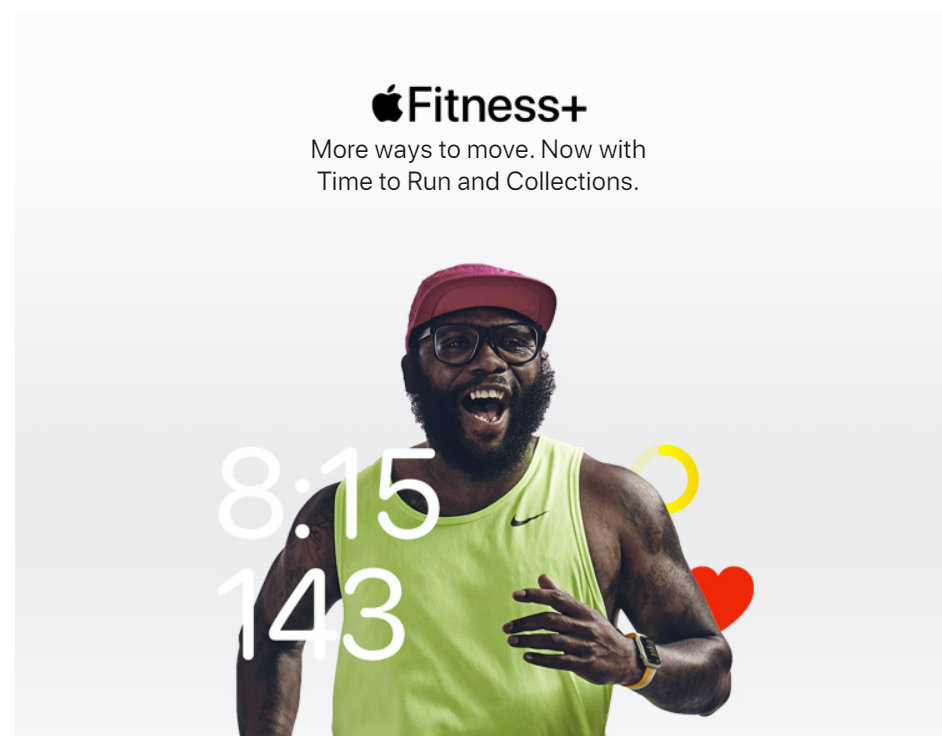 Fitness+
More ways to move. Now with
Time to Run and Collections.
8:15
143